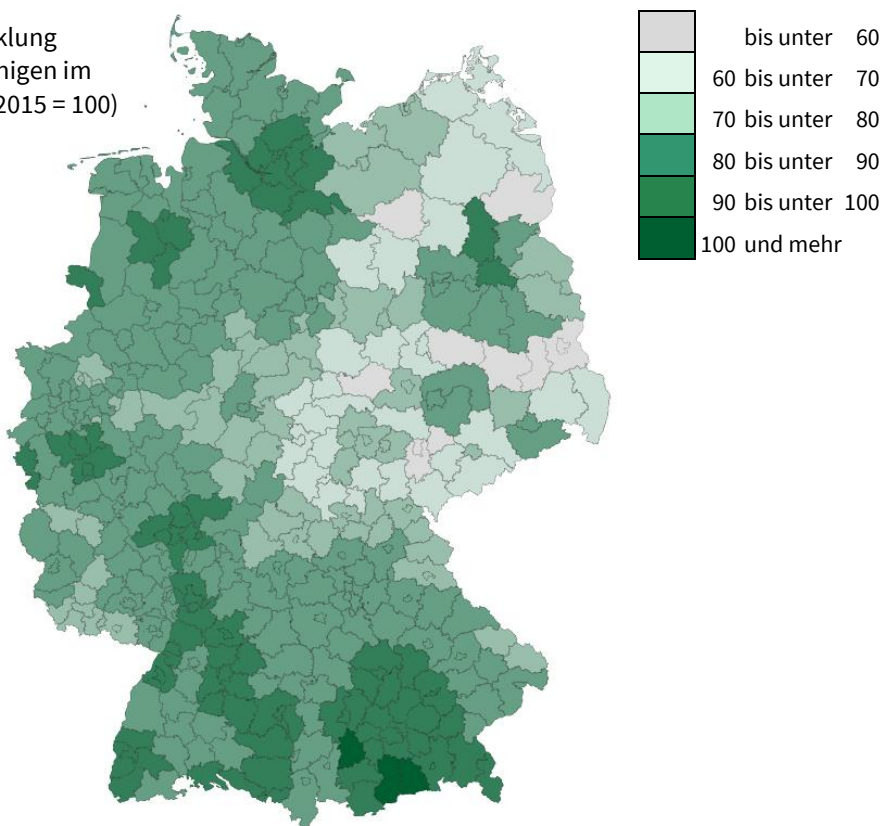 klung
nigen im
2015 = 100)
bis unter 60
60 bis unter 70
70 bis unter 80
80 bis unter 90
90 bis unter 100
100 und mehr